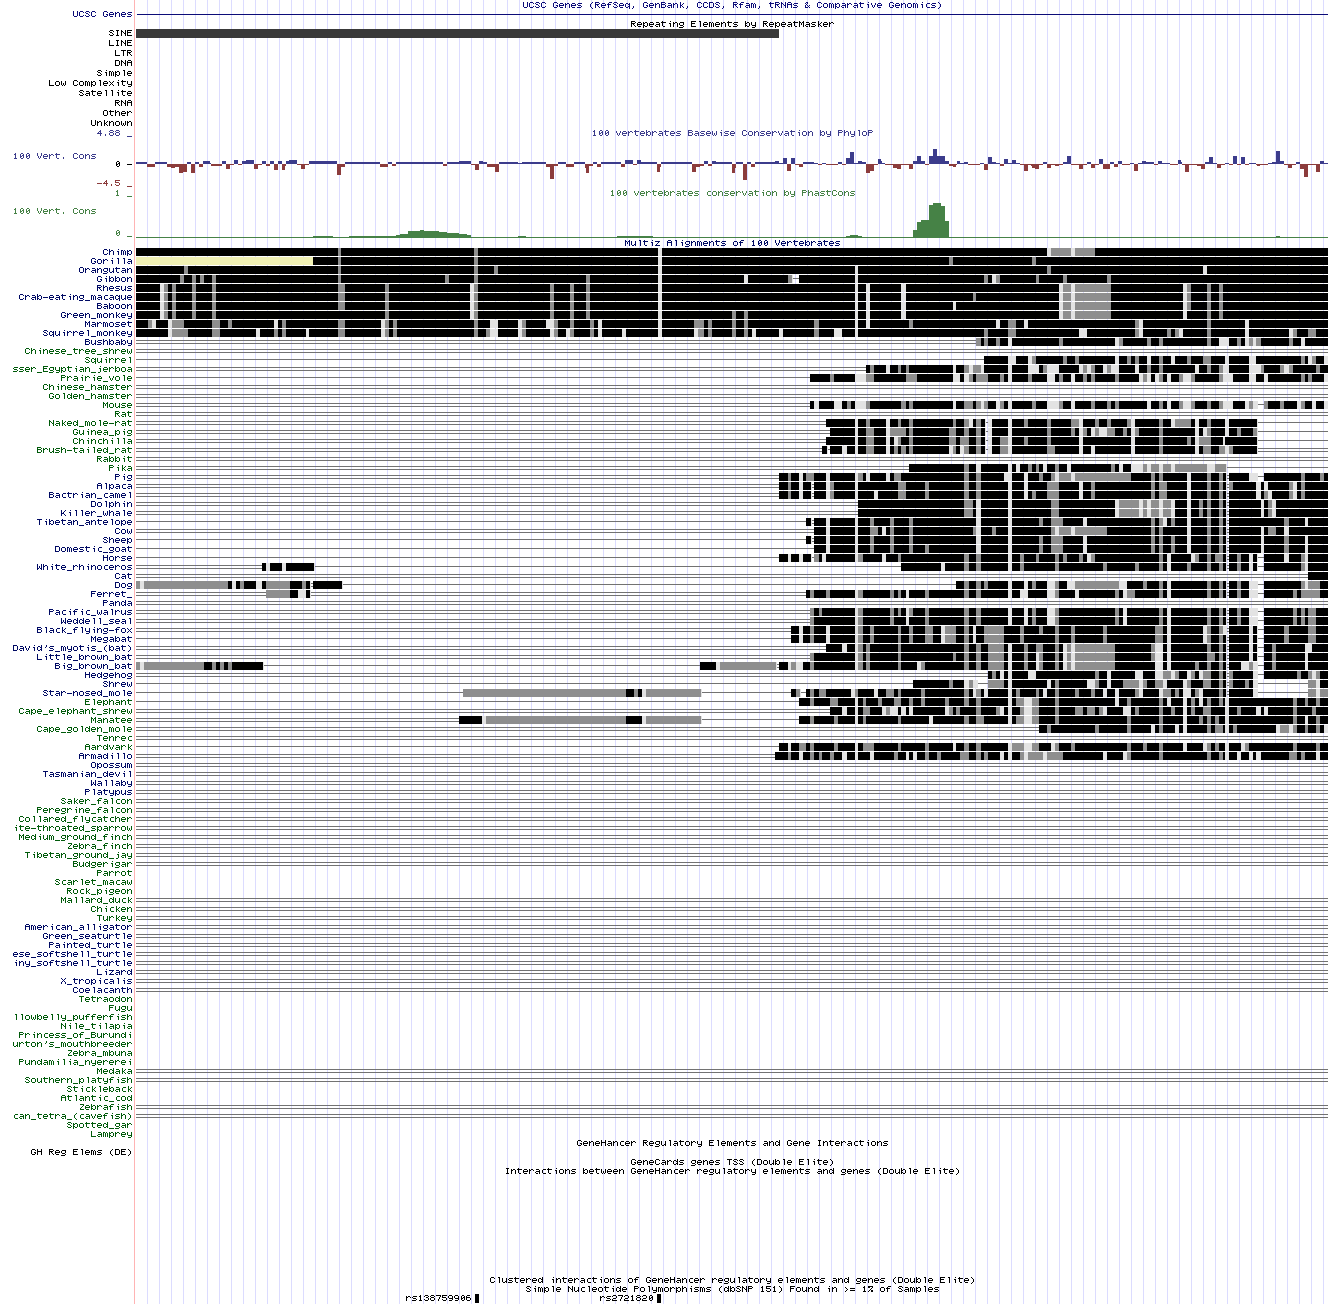 UCSC Genes (RefSeq, GenBank, CCDS, Rfam, tRNAs & Comparative Genomics)
UCSC Genes
Repeating Elements by RepeatMasker
SINE
LINE
LTR
DNA
Simple
Low Complexity
Satellite
RNA
Other
Unknown
4.88 _
100 vertebrates Basewise Conservation by PhyloP
100 Vert. Cons
0 _
-4.5 _
1 _
100 vertebrates conservation by PhastCons
100 Vert. Cons
0 _
Multiz Alignments of 100 Vertebrates
Chimp
Gorilla
Orangutan
Gibbon
Rhesus
Crab-eating_macaque
Baboon
Green_monkey
Marmoset
Squirrel_monkey
Bushbaby
Chinese_tree_shrew
Squirrel
sser_Egyptian_jerboa
Prairie_vole
Chinese_hamster
Golden_hamster
Mouse
Rat
Naked_mole-rat
Guinea_pig
Chinchilla
Brush-tailed_rat
Rabbit
Pika
Pig
Alpaca
Bactrian_camel
Dolphin
Killer_whale
Tibetan_antelope
Cow
Sheep
Domestic_goat
Horse
White_rhinoceros
Cat
Dog
Ferret_
Panda
Pacific_walrus
Weddell_seal
Black_flying-fox
Megabat
David's_myotis_(bat)
Little_brown_bat
Big_brown_bat
Hedgehog
Shrew
Star-nosed_mole
Elephant
Cape_elephant_shrew
Manatee
Cape_golden_mole
Tenrec
Aardvark
Armadillo
Opossum
Tasmanian_devil
Wallaby
Platypus
Saker_falcon
Peregrine_falcon
Collared_flycatcher
ite-throated_sparrow
Medium_ground_finch
Zebra_finch
Tibetan_ground_jay
Budgerigar
Parrot
Scarlet_macaw
Rock_pigeon
Mallard_duck
Chicken
Turkey
American_alligator
Green_seaturtle
Painted_turtle
ese_softshell_turtle
iny_softshell_turtle
Lizard
X_tropicalis
Coelacanth
Tetraodon
Fugu
llowbelly_pufferfish
Nile_tilapia
Princess_of_Burundi
urton's_mouthbreeder
Zebra_mbuna
Pundamilia_nyererei
Medaka
Southern_platyfish
Stickleback
Atlantic_cod
Zebrafish
can_tetra_(cavefish)
Spotted_gar
Lamprey
GeneHancer Regulatory Elements and Gene Interactions
GH Reg Elems (DE)
GeneCards genes TSS (Double Elite)
Interactions between GeneHancer regulatory elements and genes (Double Elite)
Clustered interactions of GeneHancer regulatory elements and genes (Double Elite)
Simple Nucleotide Polymorphisms (dbSNP 151) Found in >= 1% of Samples
rs138759906 rs2721820